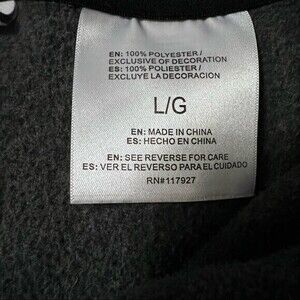 EN: 100% POLYESTER /
EXCLUSIVE OF DECORATION
ES: 100% POLIESTER /
EXCLUYE LA DECORACION
L/G
EN: MADE IN CHINA
ES: HECHO EN CHINA
EN: SEE REVERSE FOR CARE
ES: VER EL REVERSO PARA EL CUIDADO
RN#117927